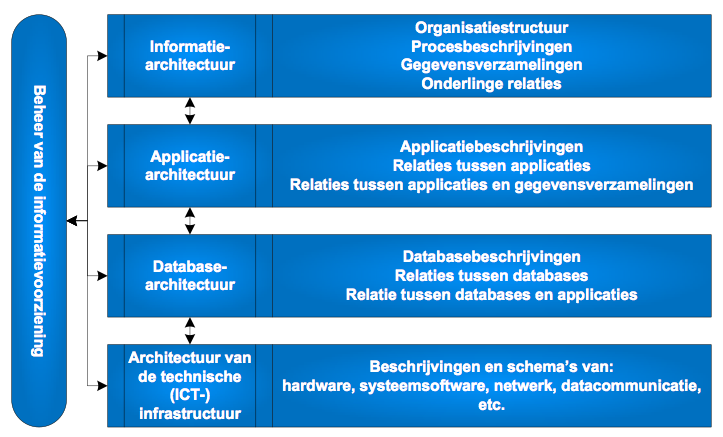 Beheer van de informatievoorziening
Informatie-
architectuur
Organisatiestructuur
Procesbeschrijvingen
Gegevensverzamelingen
Onderlinge relaties
Applicatie-
architectuur
Applicatiebeschrijvingen
Relaties tussen applicaties
Relaties tussen applicaties en gegevensverzamelingen
Database-
architectuur
Databasebeschrijvingen
Relaties tussen databases
Relatie tussen databases en applicaties
Architectuur van
de technische
(ICT-)
infrastructuur
Beschrijvingen en schema's van:
hardware, systeemsoftware, netwerk, datacommunicatie,
etc.